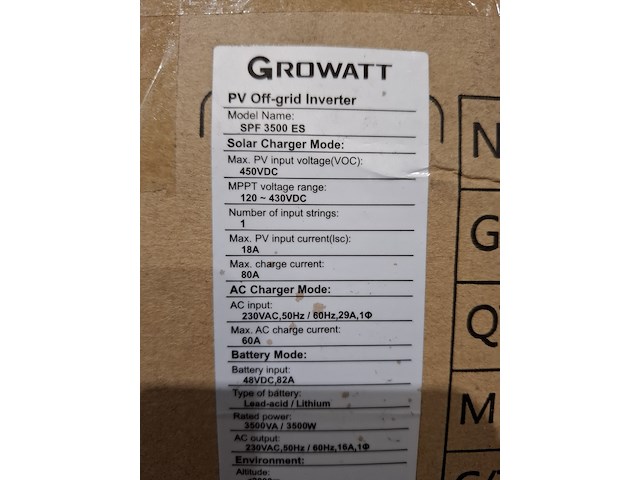 GROWATT
PV Off-grid Inverter
Model Name:
SPF 3500 ES
Solar Charger Mode:
Max. PV input voltage(VOC):
450VDC
MPPT voltage range:
120 ~ 430VDC
Number of input strings:
1
Max. PV input current(Isc):
18A
Max. charge current:
80A
AC Charger Mode:
AC input:
230VAC,50Hz / 60Hz,29A,1Φ
Max. AC charge current:
60A
Battery Mode:
Battery input:
48VDC,82A
Type of battery:
Lead-acid / Lithium
Rated power:
3500VA / 3500W
AC output:
230VAC,50Hz / 60Hz,16A,1Φ
Environment:
Altitude:
N
G
Q
M